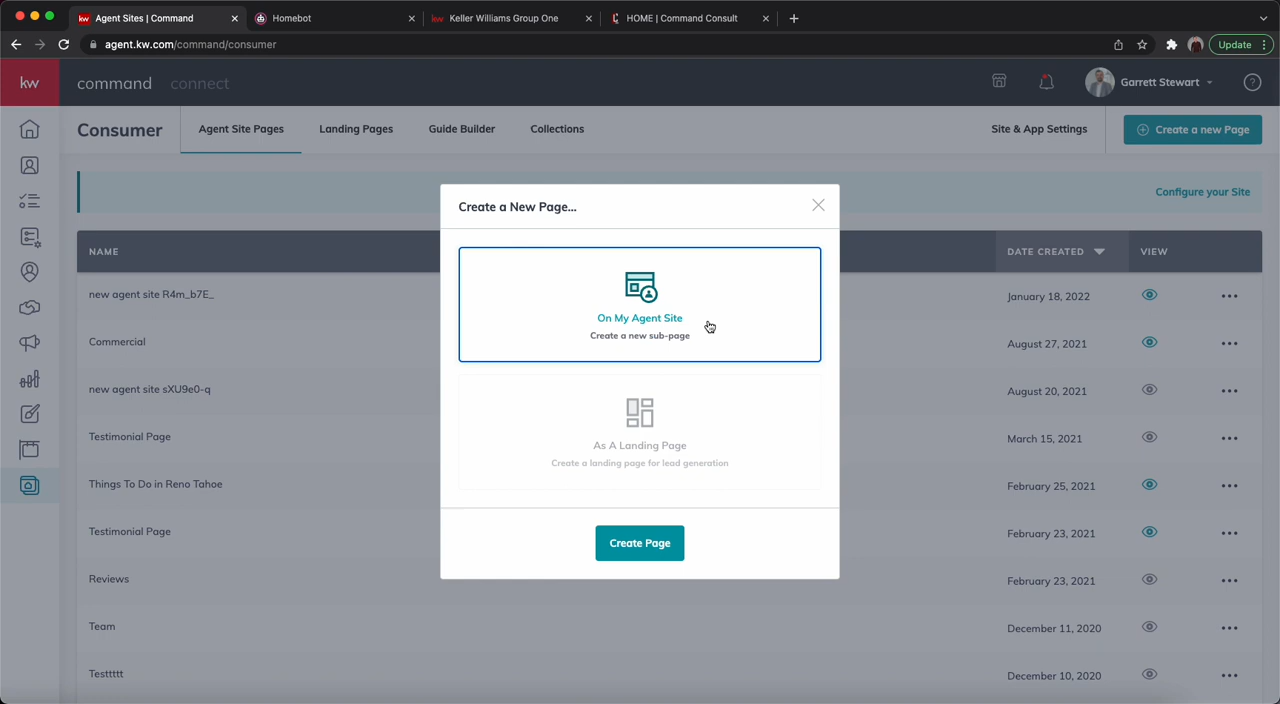 kw Agent Sites | Command
Homebot
kw Keller Williams Group One
HOME | Command Consult
agent.kw.com/command/consumer
Update
kw
command connect
Garrett Stewart
Consumer
Agent Site Pages
Landing Pages
Guide Builder
Collections
Site & App Settings
Create a new Page
Configure your Site
Create a New Page...
On My Agent Site
Create a new sub-page
As A Landing Page
Create a landing page for lead generation
Create Page
NAME DATE CREATED VIEW
new agent site R4m_b7E_ January 18, 2022
Commercial August 27, 2021
new agent site sXU9e0-q August 20, 2021
Testimonial Page March 15, 2021
Things To Do in Reno Tahoe February 25, 2021
Testimonial Page February 23, 2021
Reviews February 23, 2021
Team December 11, 2020
Testtttt December 10, 2020